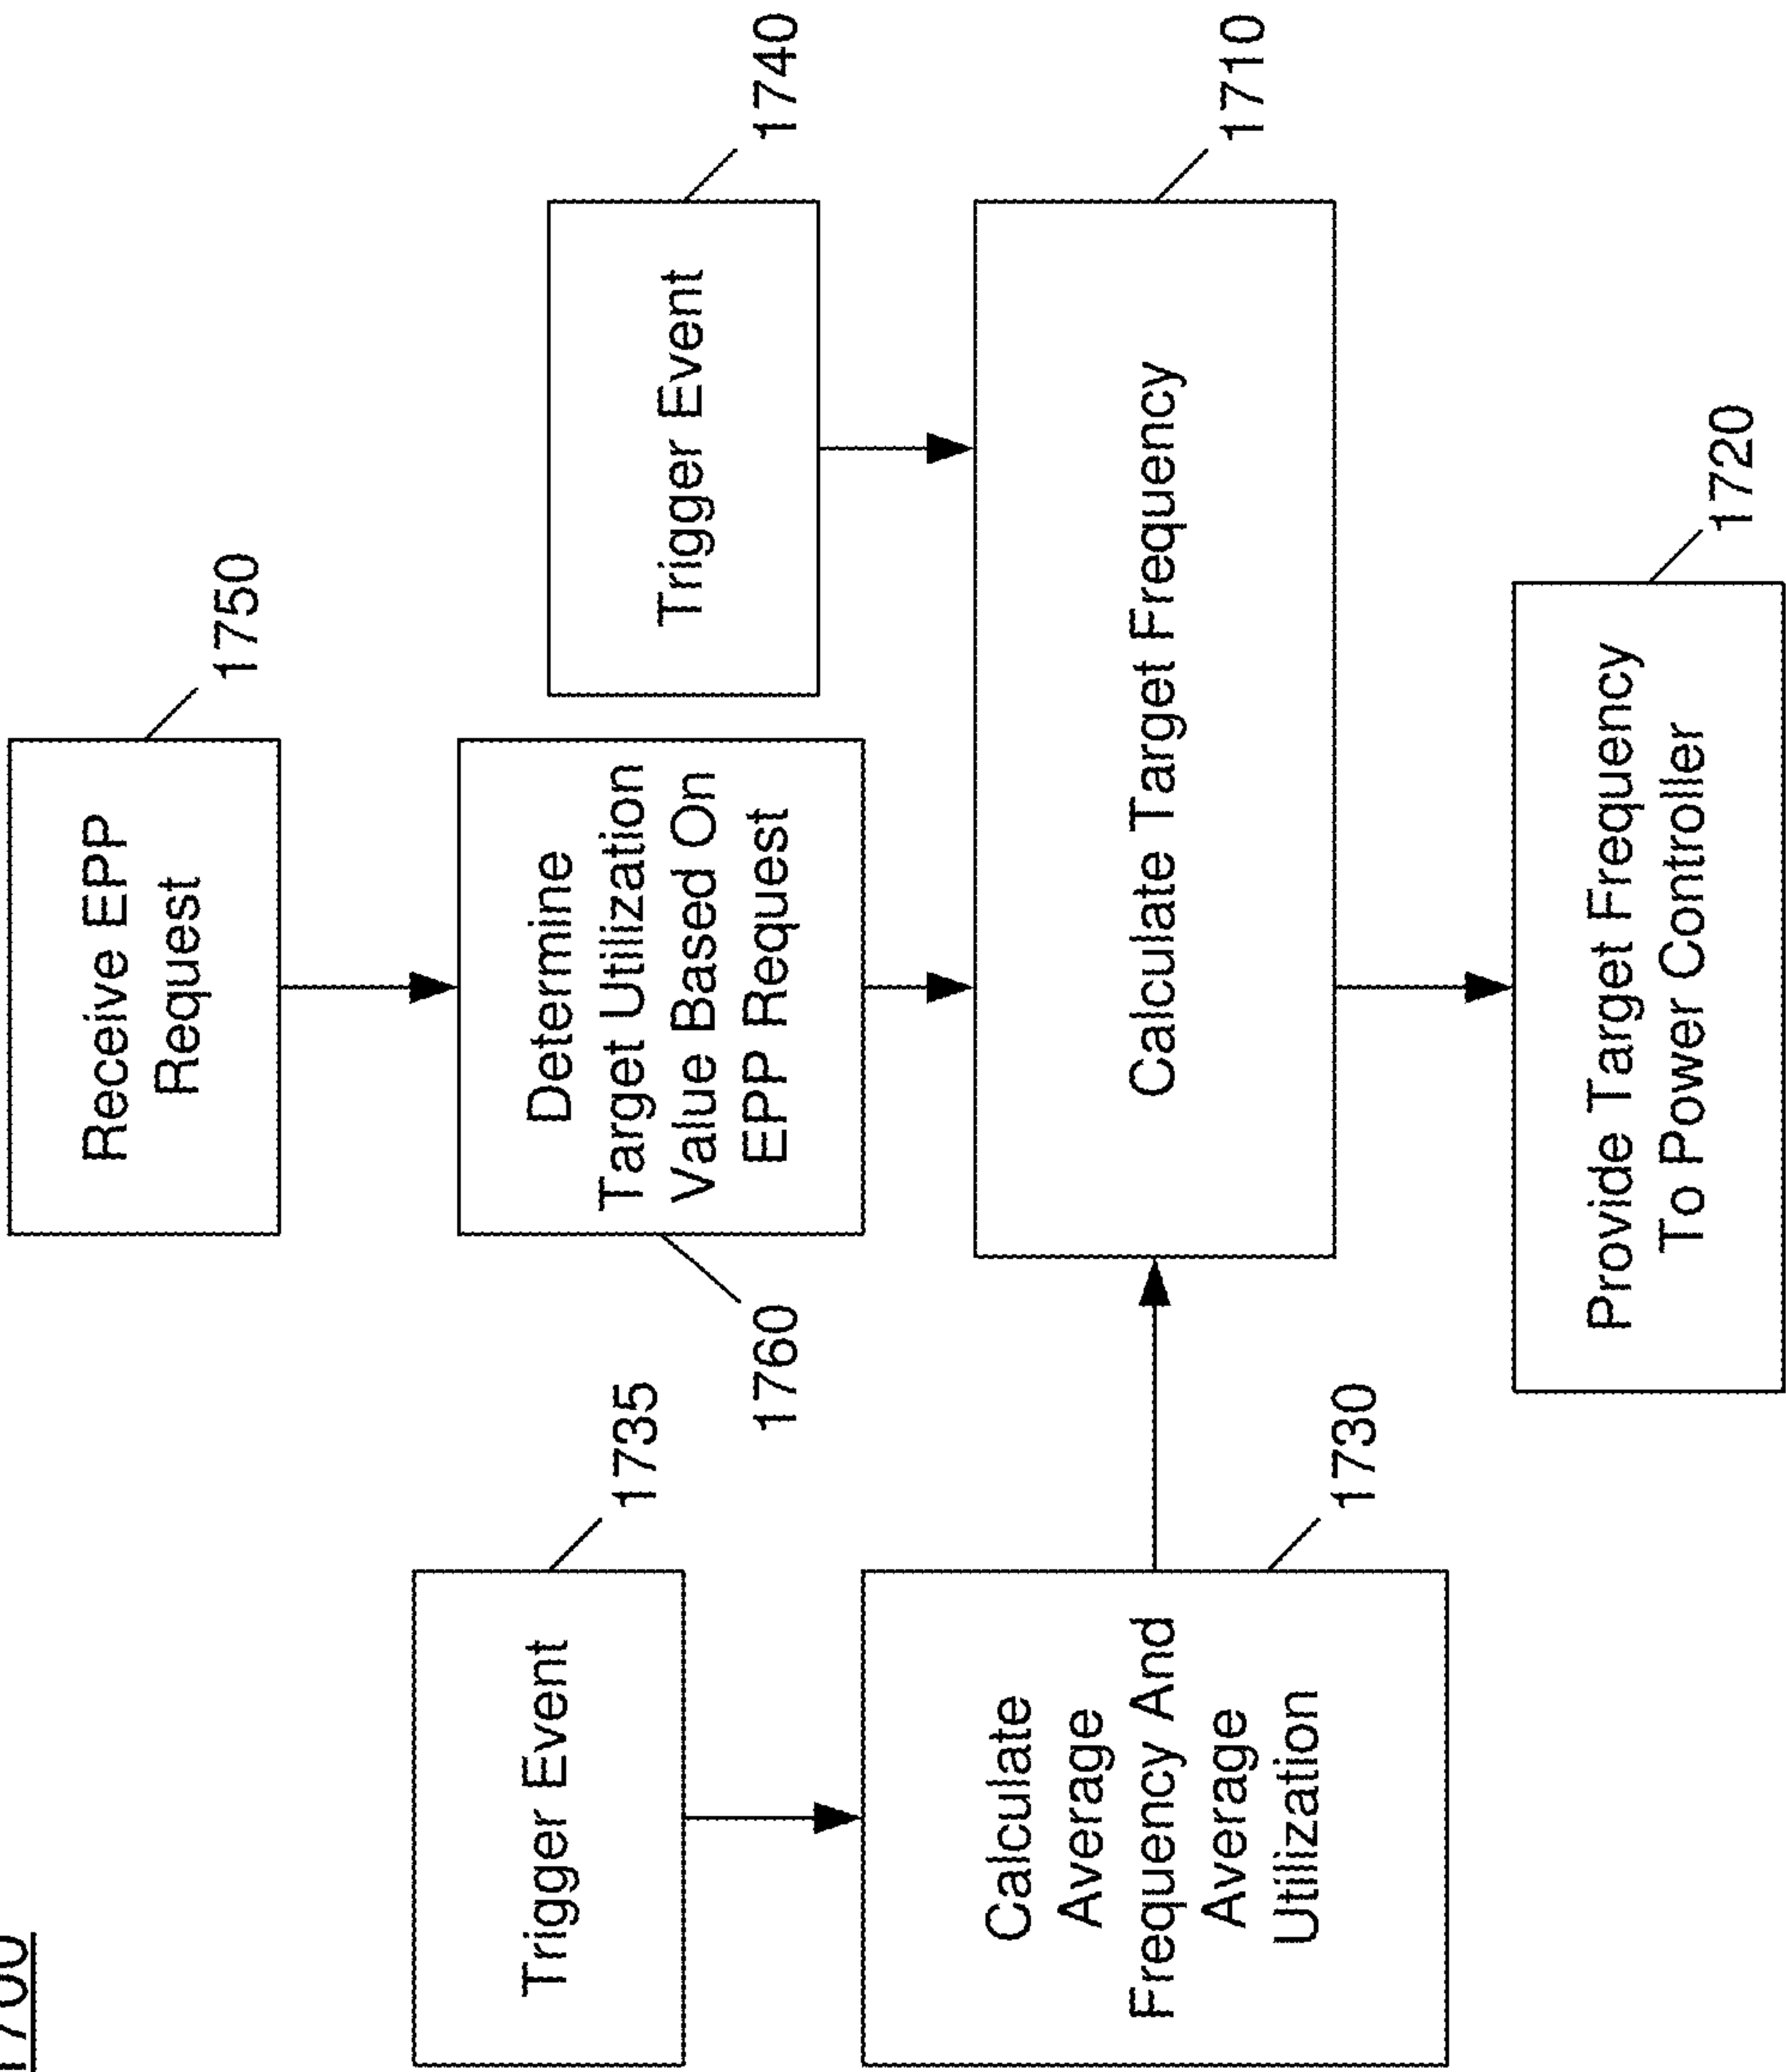 1700
Receive EPP
Request
1750
Determine
Target Utilization
Value Based On
EPP Request
1760
Trigger Event
1740
Trigger Event
1735
Calculate
Average
Frequency And
Average
Utilization
1730
Calculate Target Frequency
1710
Provide Target Frequency
To Power Controller
1720